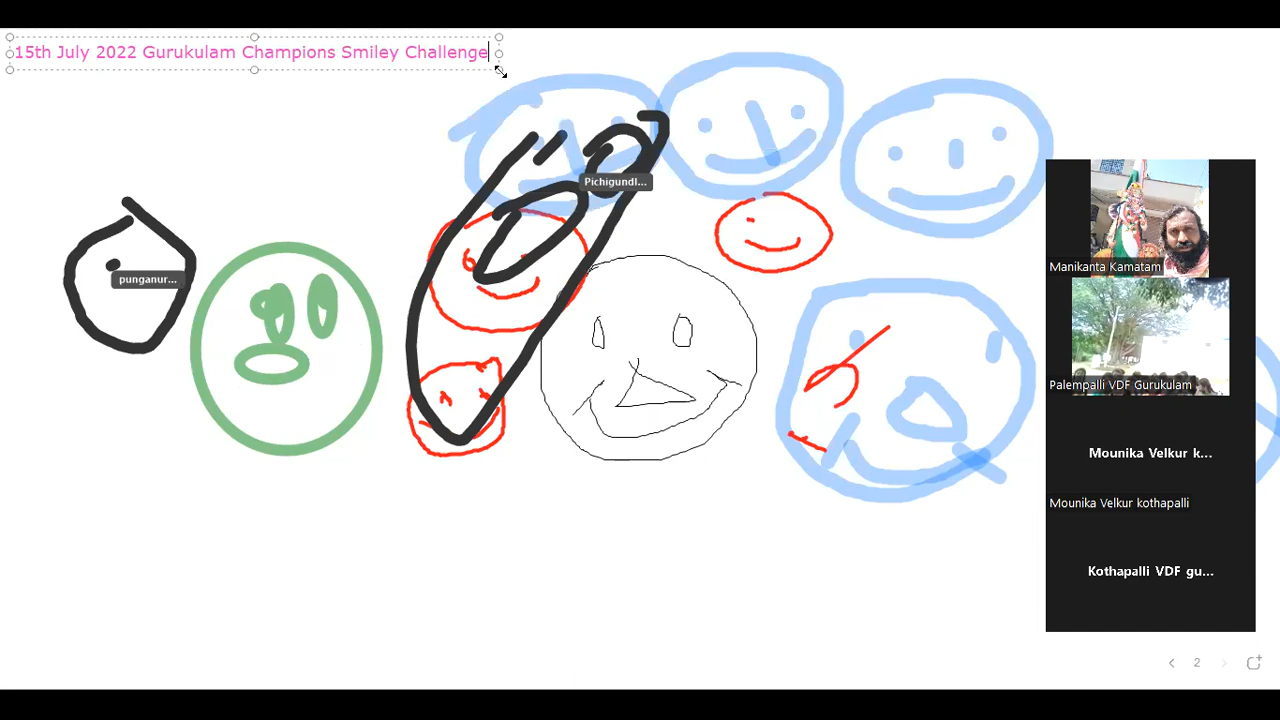 15th July 2022 Gurukulam Champions Smiley Challenge
Pichigundl...
punganur...
Manikanta Kamatam
Palempalli VDF Gurukulam
Mounika Velkur k...
Mounika Velkur kothapalli
Kothapalli VDF gu...
2